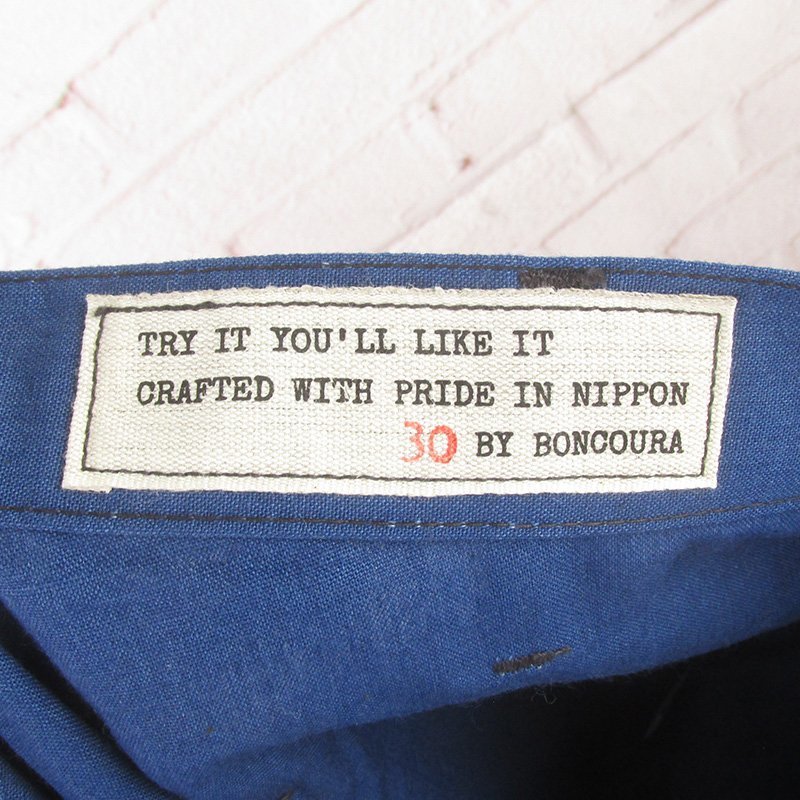 TRY IT YOU'LL LIKE IT
CRAFTED WITH PRIDE IN NIPPON
30 BY BONCOURA